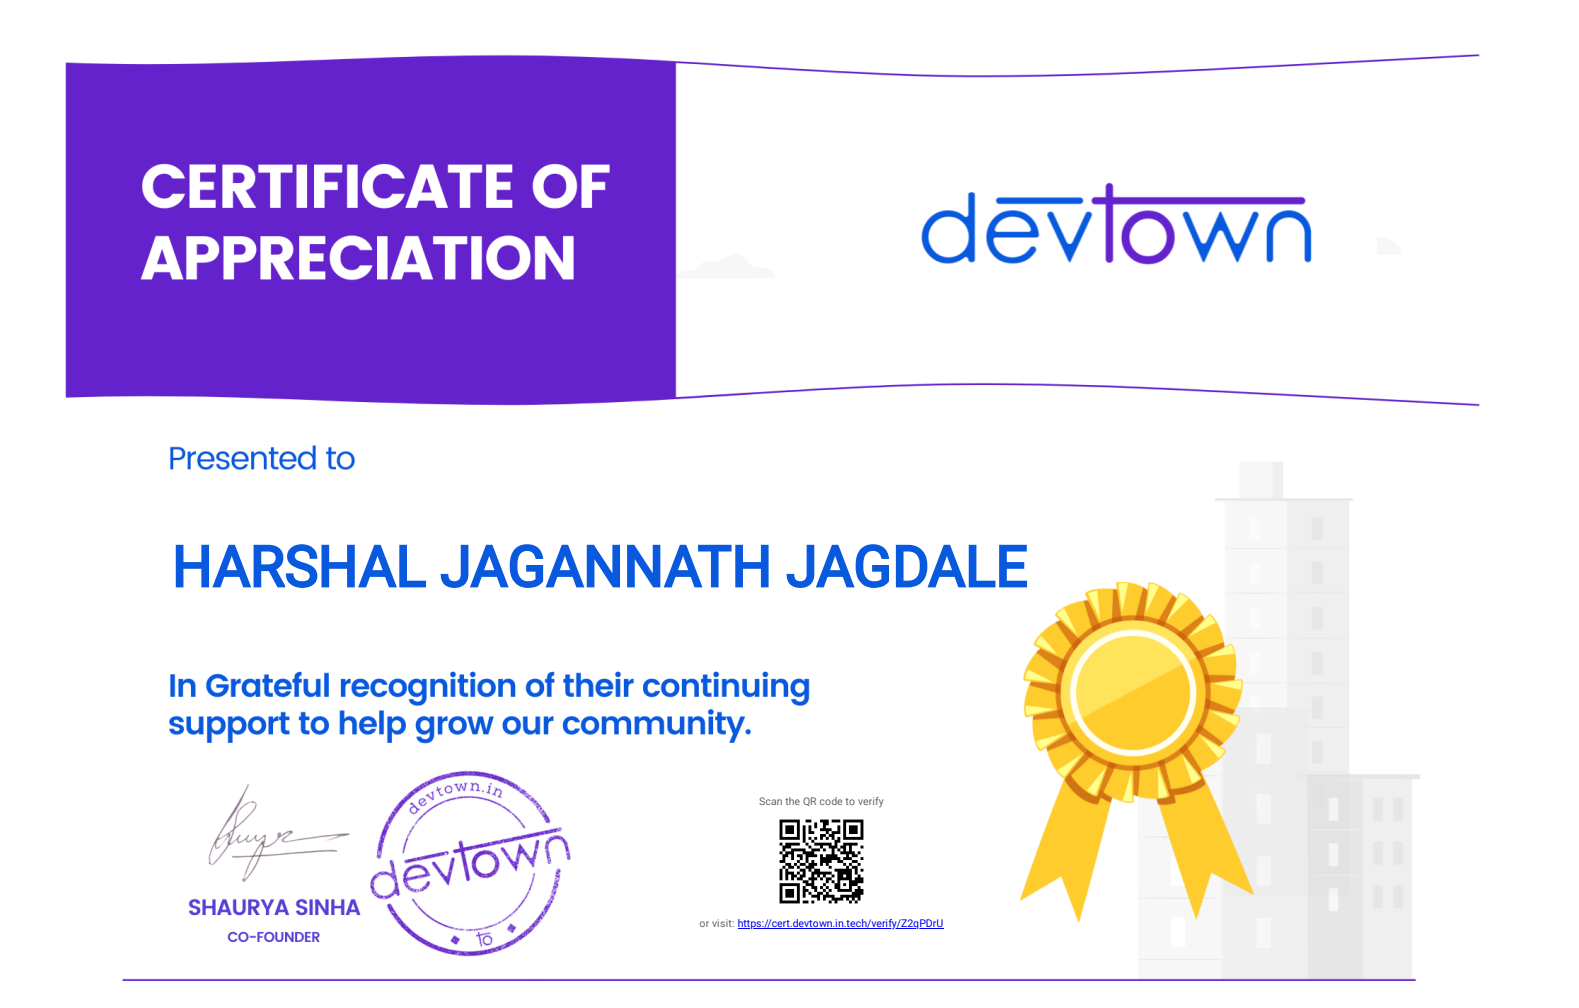 CERTIFICATE OF
APPRECIATION
devtown
Presented to
HARSHAL JAGANNATH JAGDALE
In Grateful recognition of their continuing
support to help grow our community.
devtown.in
devtown
to
SHAURYA SINHA
CO-FOUNDER
Scan the QR code to verify
or visit: https://cert.devtown.in.tech/verify/Z2qPDrU